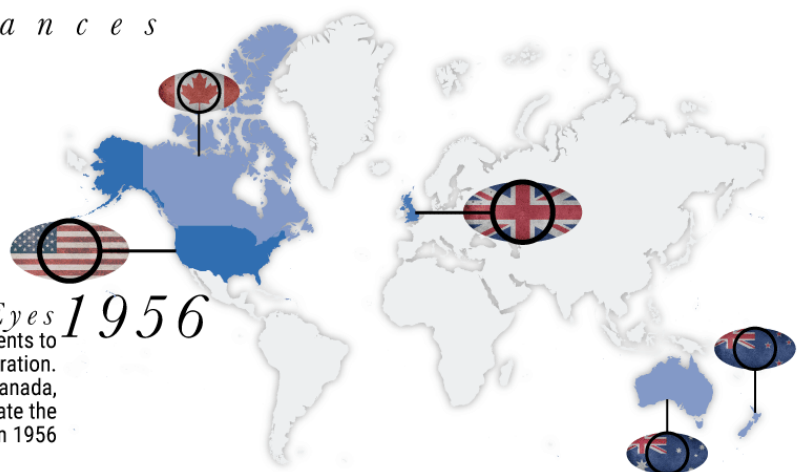 a n c e s
Eyes
1956
ents to
ration.
anada,
ate the
n 1956